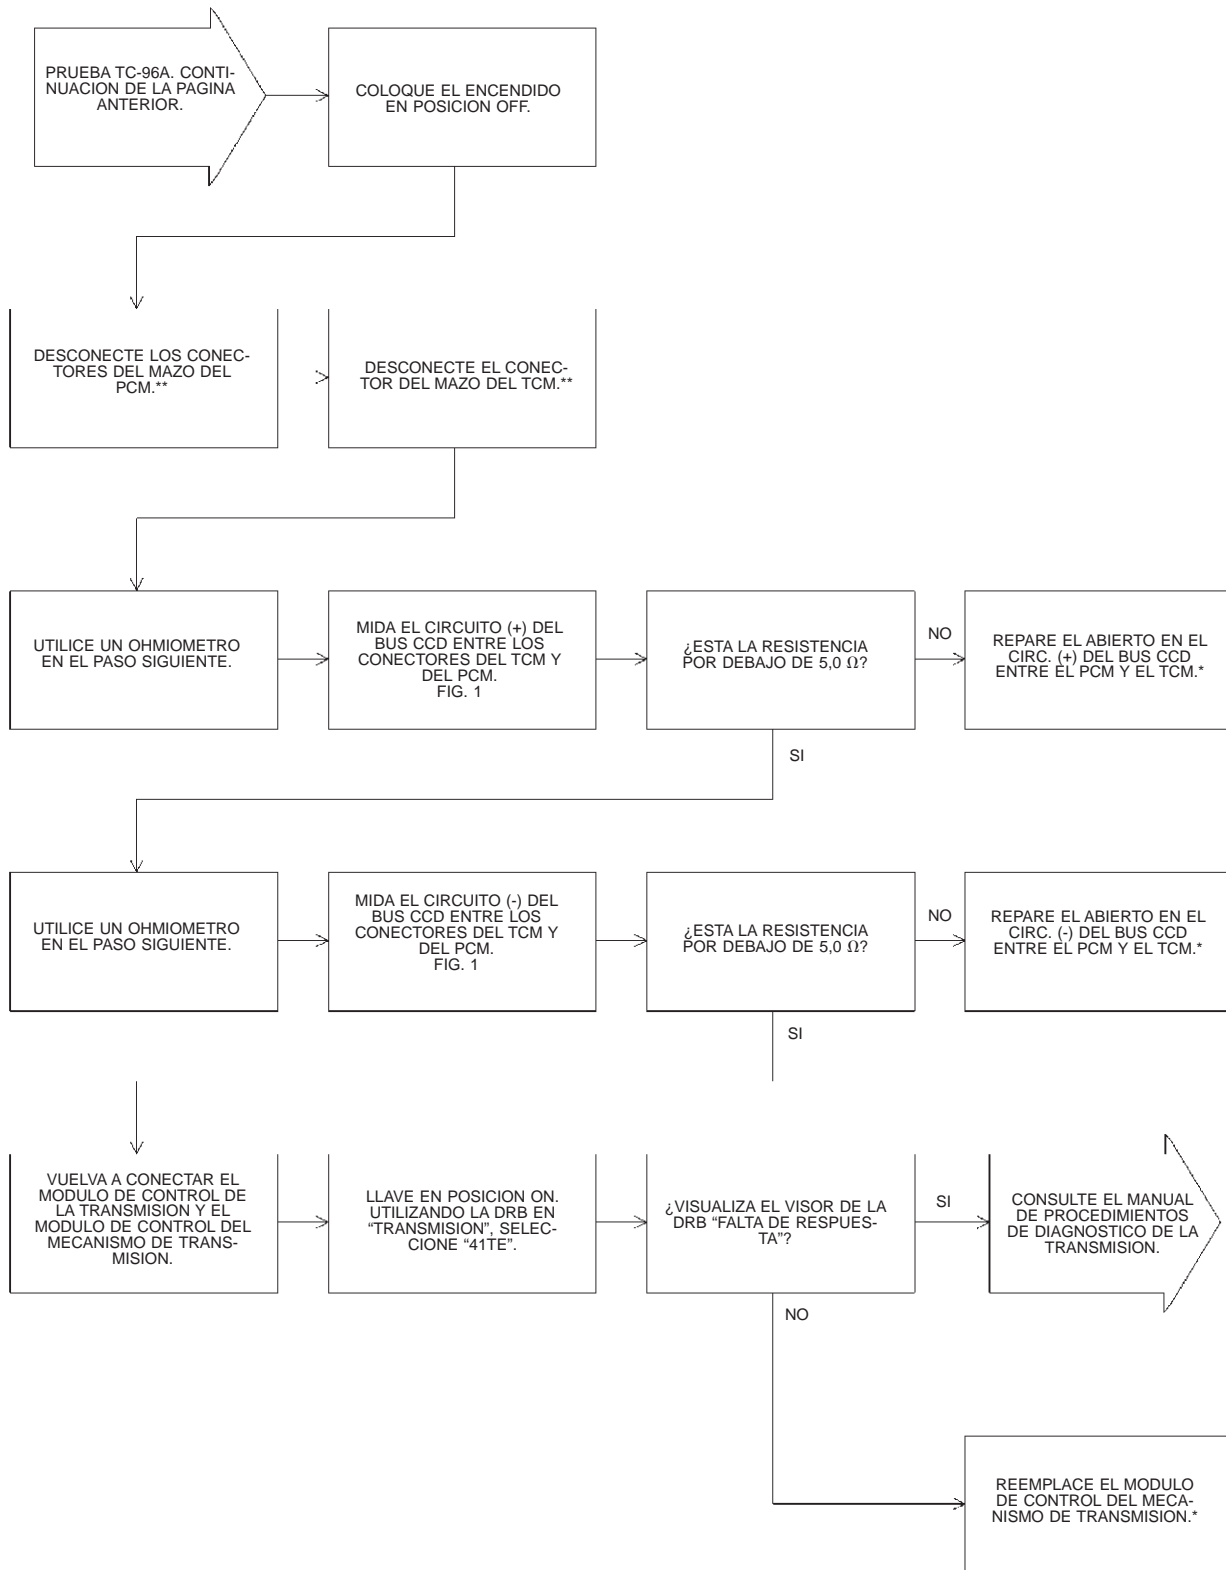 PRUEBA TC-96A. CONTI-
NUACION DE LA PAGINA
ANTERIOR.
COLOQUE EL ENCENDIDO
EN POSICION OFF.
DESCONECTE LOS CONEC-
TORES DEL MAZO DEL
PCM.**
DESCONECTE EL CONEC-
TOR DEL MAZO DEL TCM.**
UTILICE UN OHMIOMETRO
EN EL PASO SIGUIENTE.
MIDA EL CIRCUITO (+) DEL
BUS CCD ENTRE LOS
CONECTORES DEL TCM Y
DEL PCM.
FIG. 1
¿ESTA LA RESISTENCIA
POR DEBAJO DE 5,0 Ω?
NO
REPARE EL ABIERTO EN EL
CIRC. (+) DEL BUS CCD
ENTRE EL PCM Y EL TCM.*
SI
UTILICE UN OHMIOMETRO
EN EL PASO SIGUIENTE.
MIDA EL CIRCUITO (-) DEL
BUS CCD ENTRE LOS
CONECTORES DEL TCM Y
DEL PCM.
FIG. 1
¿ESTA LA RESISTENCIA
POR DEBAJO DE 5,0 Ω?
NO
REPARE EL ABIERTO EN EL
CIRC. (-) DEL BUS CCD
ENTRE EL PCM Y EL TCM.*
SI
VUELVA A CONECTAR EL
MODULO DE CONTROL DE
LA TRANSMISION Y EL
MODULO DE CONTROL DEL
MECANISMO DE TRANS-
MISION.
LLAVE EN POSICION ON.
UTILIZANDO LA DRB EN
“TRANSMISION”, SELEC-
CIONE “41TE”.
¿VISUALIZA EL VISOR DE LA
DRB “FALTA DE RESPUES-
TA”?
SI
CONSULTE EL MANUAL
DE PROCEDIMIENTOS
DE DIAGNOSTICO DE LA
TRANSMISION.
NO
REEMPLACE EL MODULO
DE CONTROL DEL MECA-
NISMO DE TRANSMISION.*